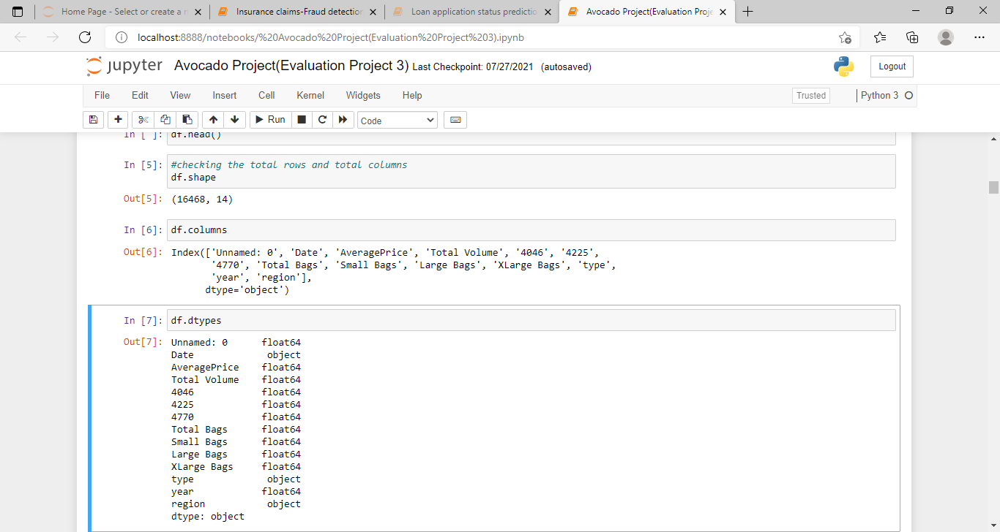 Home Page - Select or create a n
Insurance claims-Fraud detection
Loan application status predictio
Avocado Project(Evaluation Proje
localhost:8888/notebooks/%20Avocado%20Project(Evaluation%20Project%203).ipynb
jupyter Avocado Project(Evaluation Project 3) Last Checkpoint: 07/27/2021 (autosaved)
Logout
File Edit View Insert Cell Kernel Widgets Help
Trusted
Python 3
Run
Code
In [ ]: df.head()
In [5]: #checking the total rows and total columns
df.shape
Out[5]: (16468, 14)
In [6]: df.columns
Out[6]: Index(['Unnamed: 0', 'Date', 'AveragePrice', 'Total Volume', '4046', '4225',
'4770', 'Total Bags', 'Small Bags', 'Large Bags', 'XLarge Bags', 'type',
'year', 'region'],
dtype='object')
In [7]: df.dtypes
Out[7]: Unnamed: 0 float64
Date object
AveragePrice float64
Total Volume float64
4046 float64
4225 float64
4770 float64
Total Bags float64
Small Bags float64
Large Bags float64
XLarge Bags float64
type object
year float64
region object
dtype: object